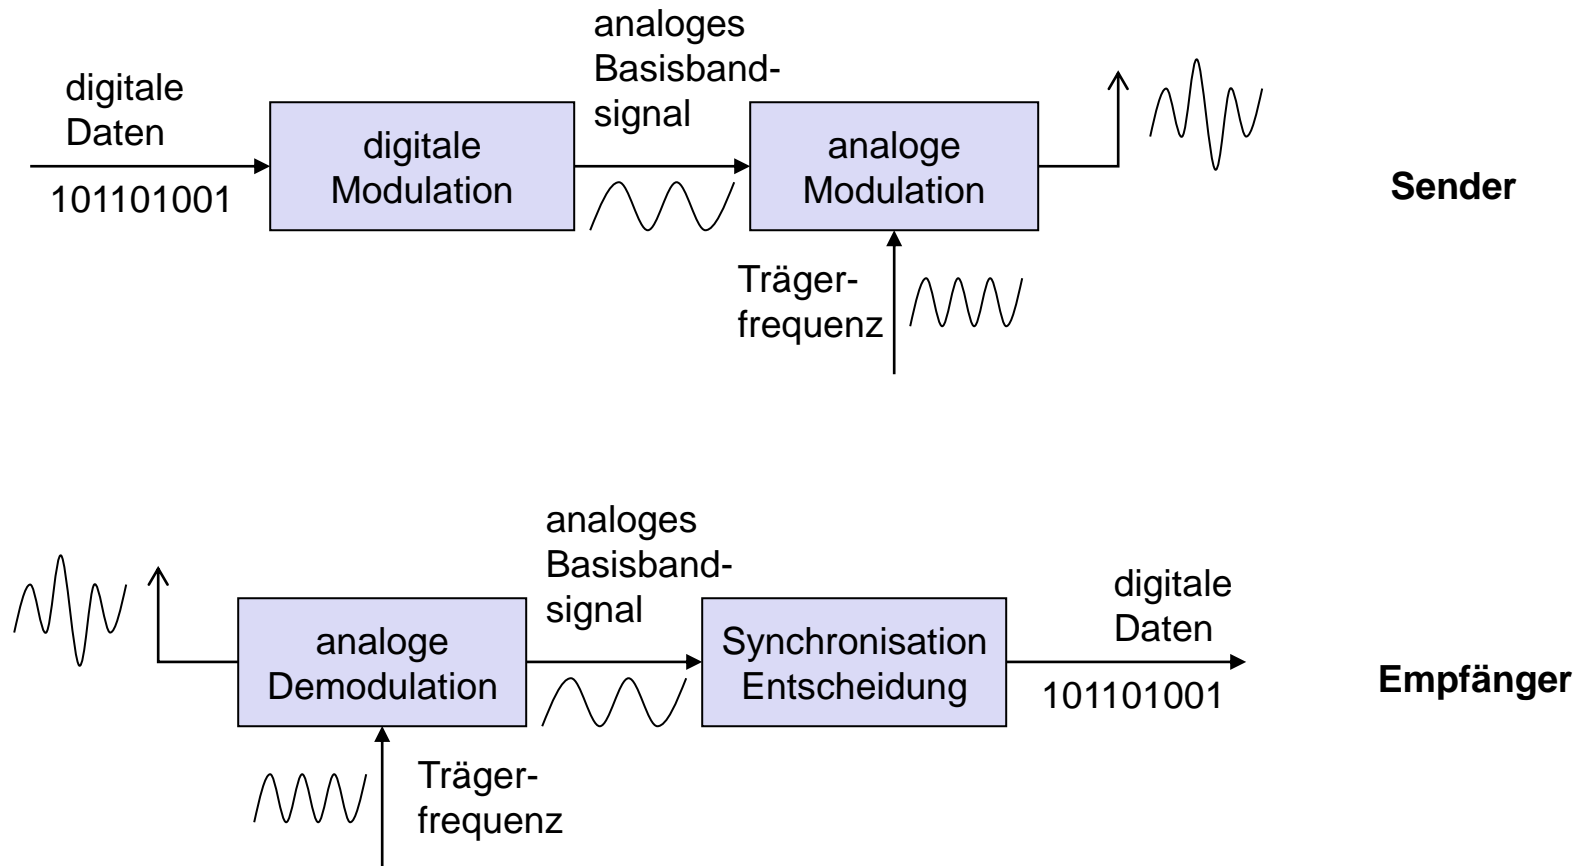 digitale
Daten
101101001
digitale
Modulation
analoges
Basisband-
signal
analoge
Modulation
Träger-
frequenz
Sender
analoge
Demodulation
Träger-
frequenz
analoges
Basisband-
signal
Synchronisation
Entscheidung
digitale
Daten
101101001
Empfänger